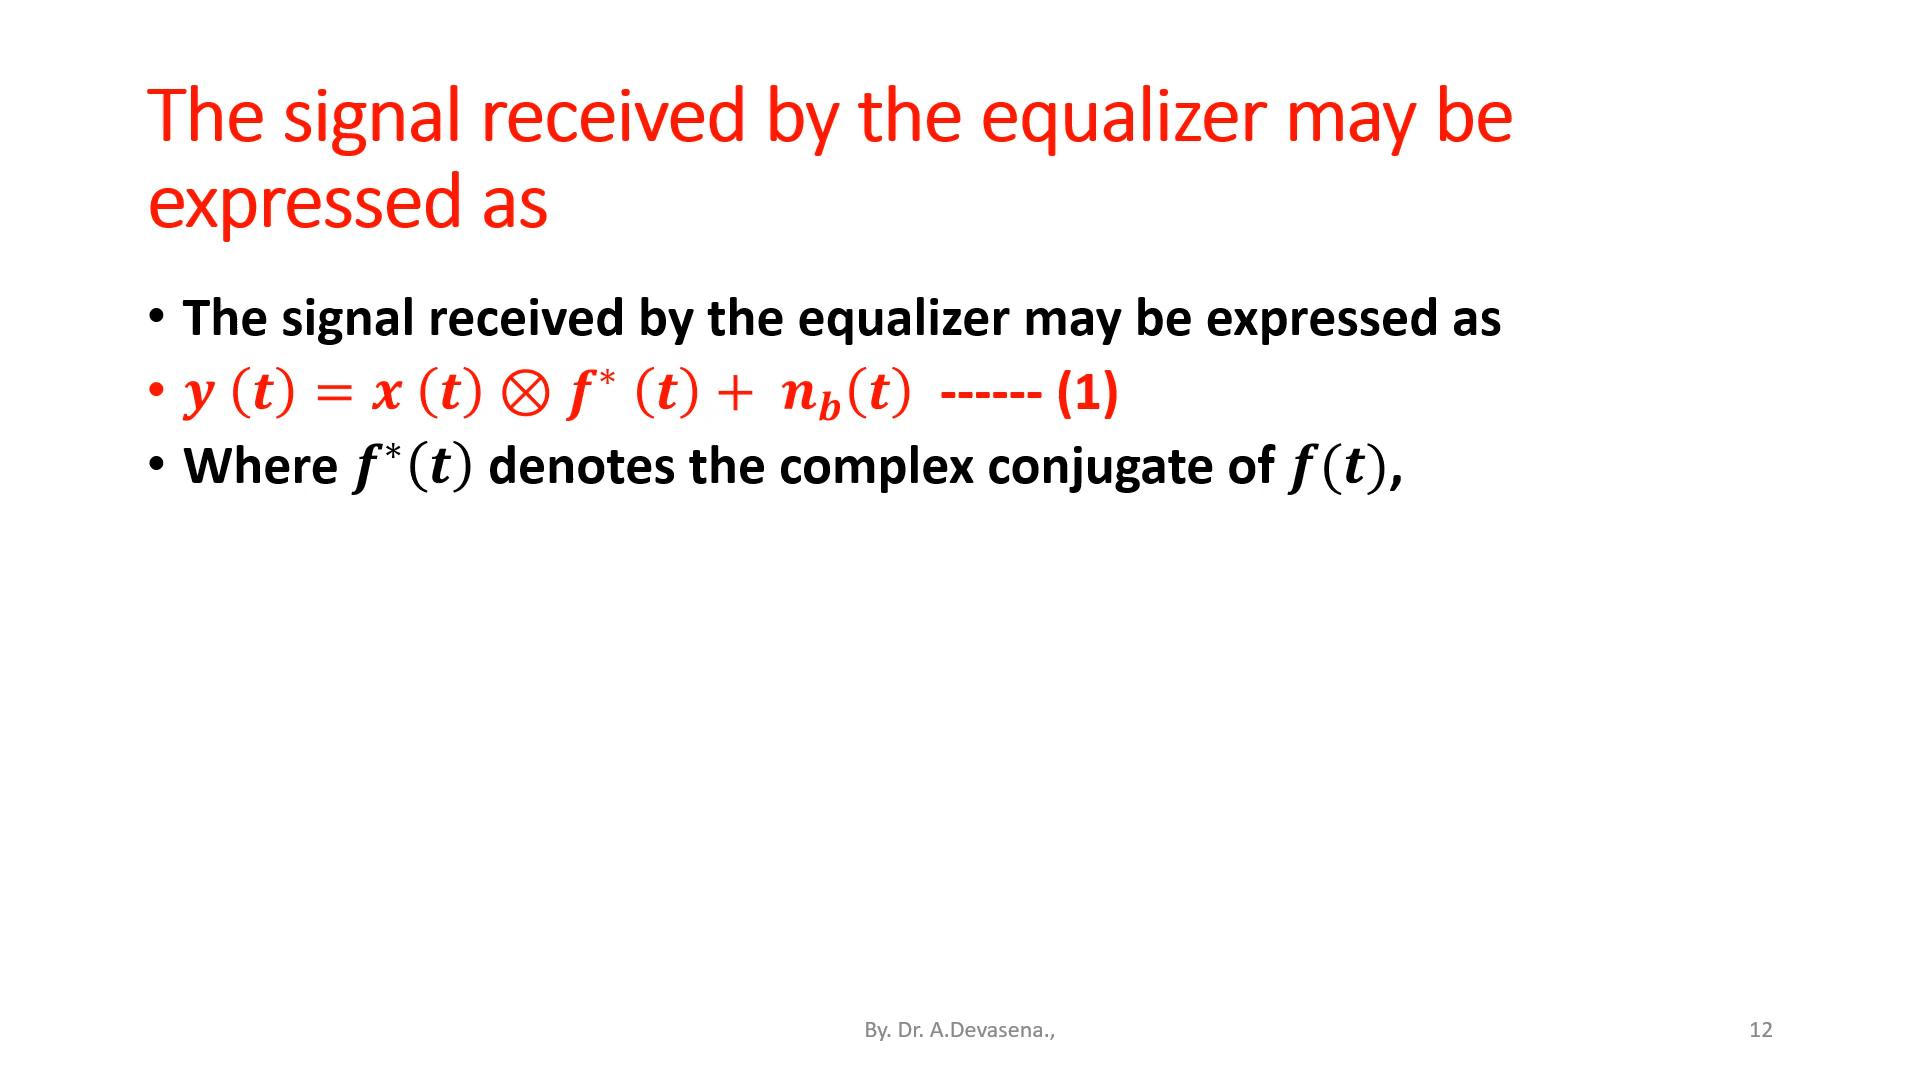 The signal received by the equalizer may be
expressed as
• The signal received by the equalizer may be expressed as
• 𝒚 (𝒕) = 𝒙 (𝒕) ⊗ 𝒇* (𝒕) + 𝒏_𝒃(𝒕) ------ (1)
• Where 𝒇*(𝒕) denotes the complex conjugate of 𝒇(𝒕),
By. Dr. A.Devasena.,
12